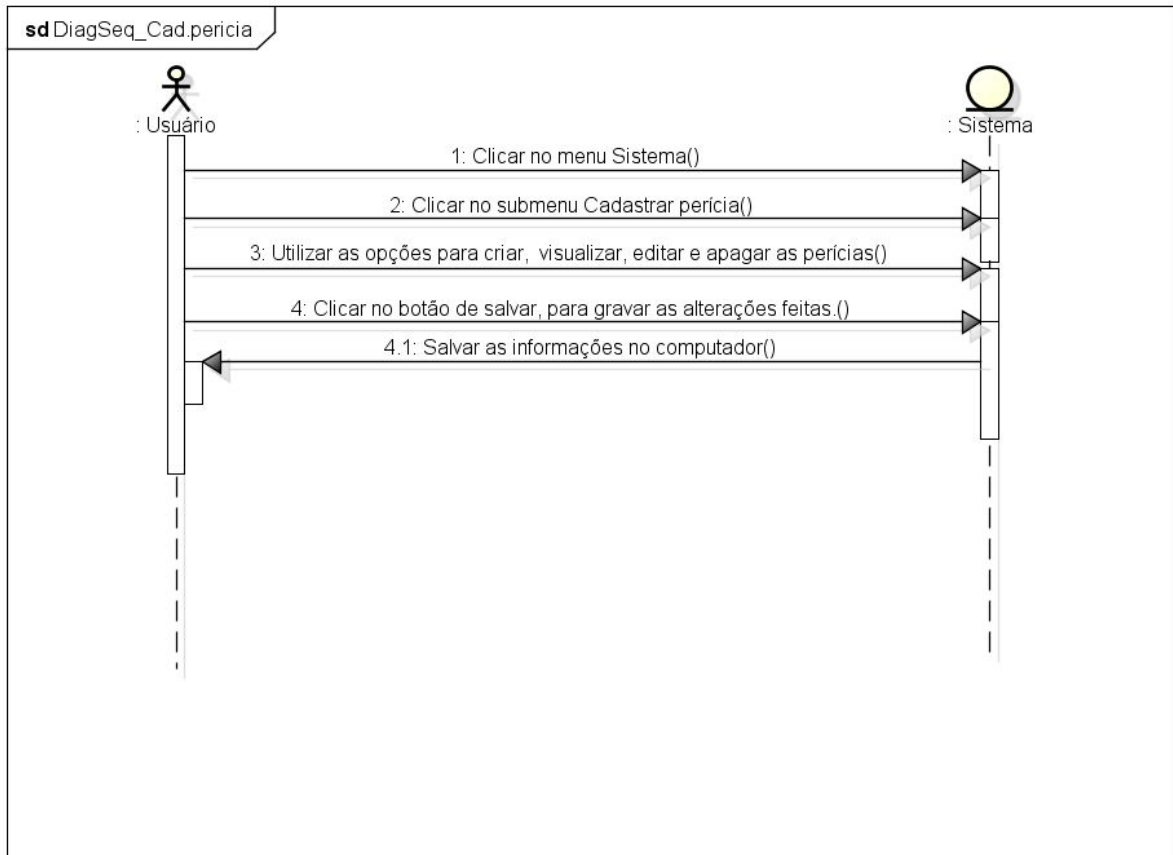 sd DiagSeq_Cad.pericia
: Usuário
: Sistema
1: Clicar no menu Sistema()
2: Clicar no submenu Cadastrar perícia()
3: Utilizar as opções para criar,  visualizar, editar e apagar as perícias()
4: Clicar no botão de salvar, para gravar as alterações feitas.()
4.1: Salvar as informações no computador()